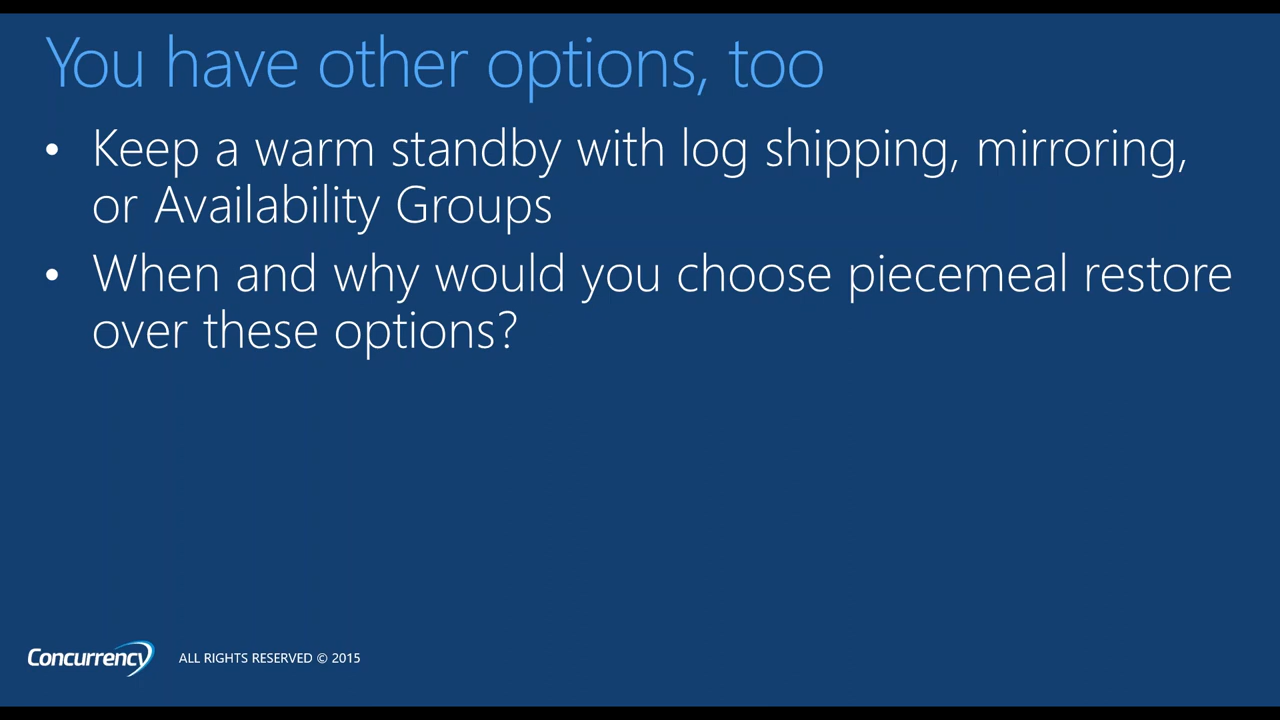 You have other options, too
• Keep a warm standby with log shipping, mirroring,
or Availability Groups
• When and why would you choose piecemeal restore
over these options?
Concurrency ALL RIGHTS RESERVED © 2015